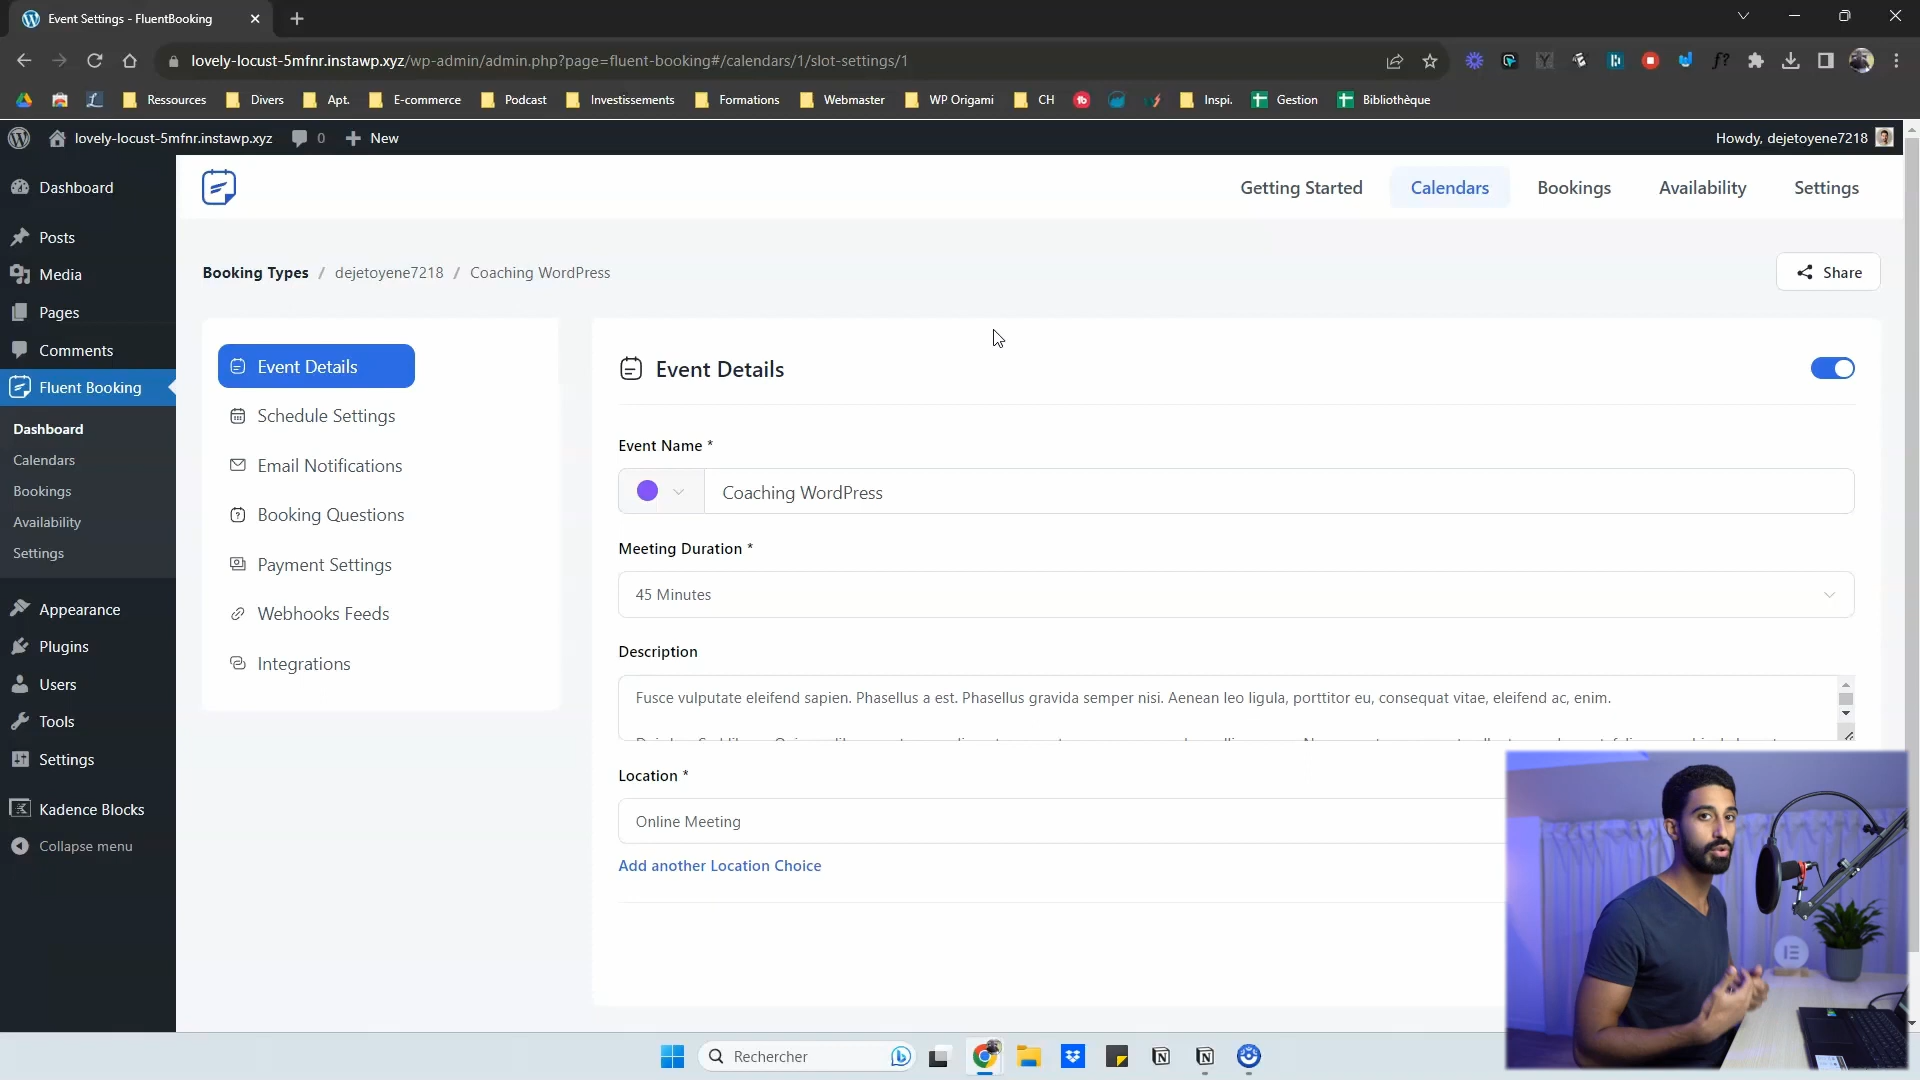 Event Settings - FluentBooking
lovely-locust-5mfnr.instawp.xyz/wp-admin/admin.php?page=fluent-booking#/calendars/1/slot-settings/1
Ressources
Divers
Apt.
E-commerce
Podcast
Investissements
Formations
Webmaster
WP Origami
CH
Inspi.
Gestion
Bibliothèque
lovely-locust-5mfnr.instawp.xyz
0
New
Howdy, dejetoyene7218
Dashboard
Posts
Media
Pages
Comments
Fluent Booking
Dashboard
Calendars
Bookings
Availability
Settings
Appearance
Plugins
Users
Tools
Settings
Kadence Blocks
Collapse menu
Getting Started
Calendars
Bookings
Availability
Settings
Booking Types / dejetoyene7218 / Coaching WordPress
Share
Event Details
Schedule Settings
Email Notifications
Booking Questions
Payment Settings
Webhooks Feeds
Integrations
Event Details
Event Name *
Coaching WordPress
Meeting Duration *
45 Minutes
Description
Fusce vulputate eleifend sapien. Phasellus a est. Phasellus gravida semper nisi. Aenean leo ligula, porttitor eu, consequat vitae, eleifend ac, enim.
Location *
Online Meeting
Add another Location Choice
Rechercher